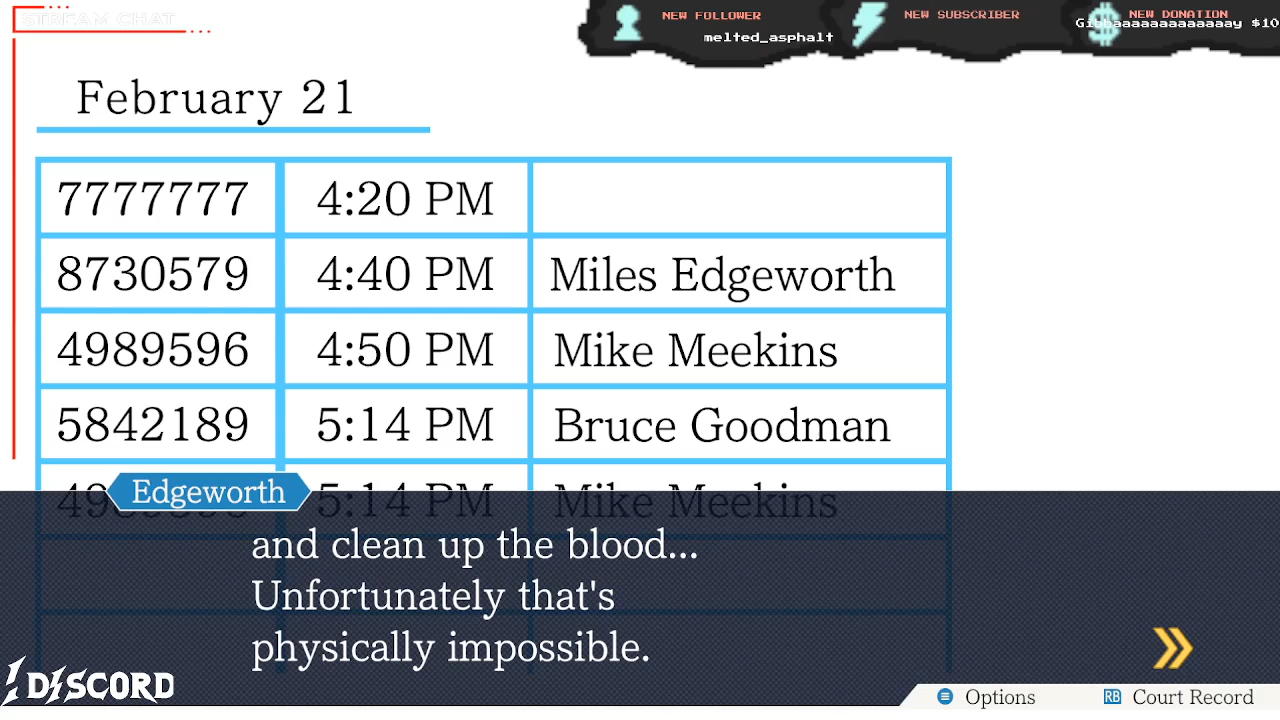 STREAM CHAT
NEW FOLLOWER
melted_asphalt
NEW SUBSCRIBER
NEW DONATION
Gibbaaaaaaaaaaaaay $10
February 21
7777777 4:20 PM
8730579 4:40 PM Miles Edgeworth
4989596 4:50 PM Mike Meekins
5842189 5:14 PM Bruce Goodman
5:14 PM Mike Meekins
Edgeworth
and clean up the blood...
Unfortunately that's
physically impossible.
DISCORD
Options
RB Court Record